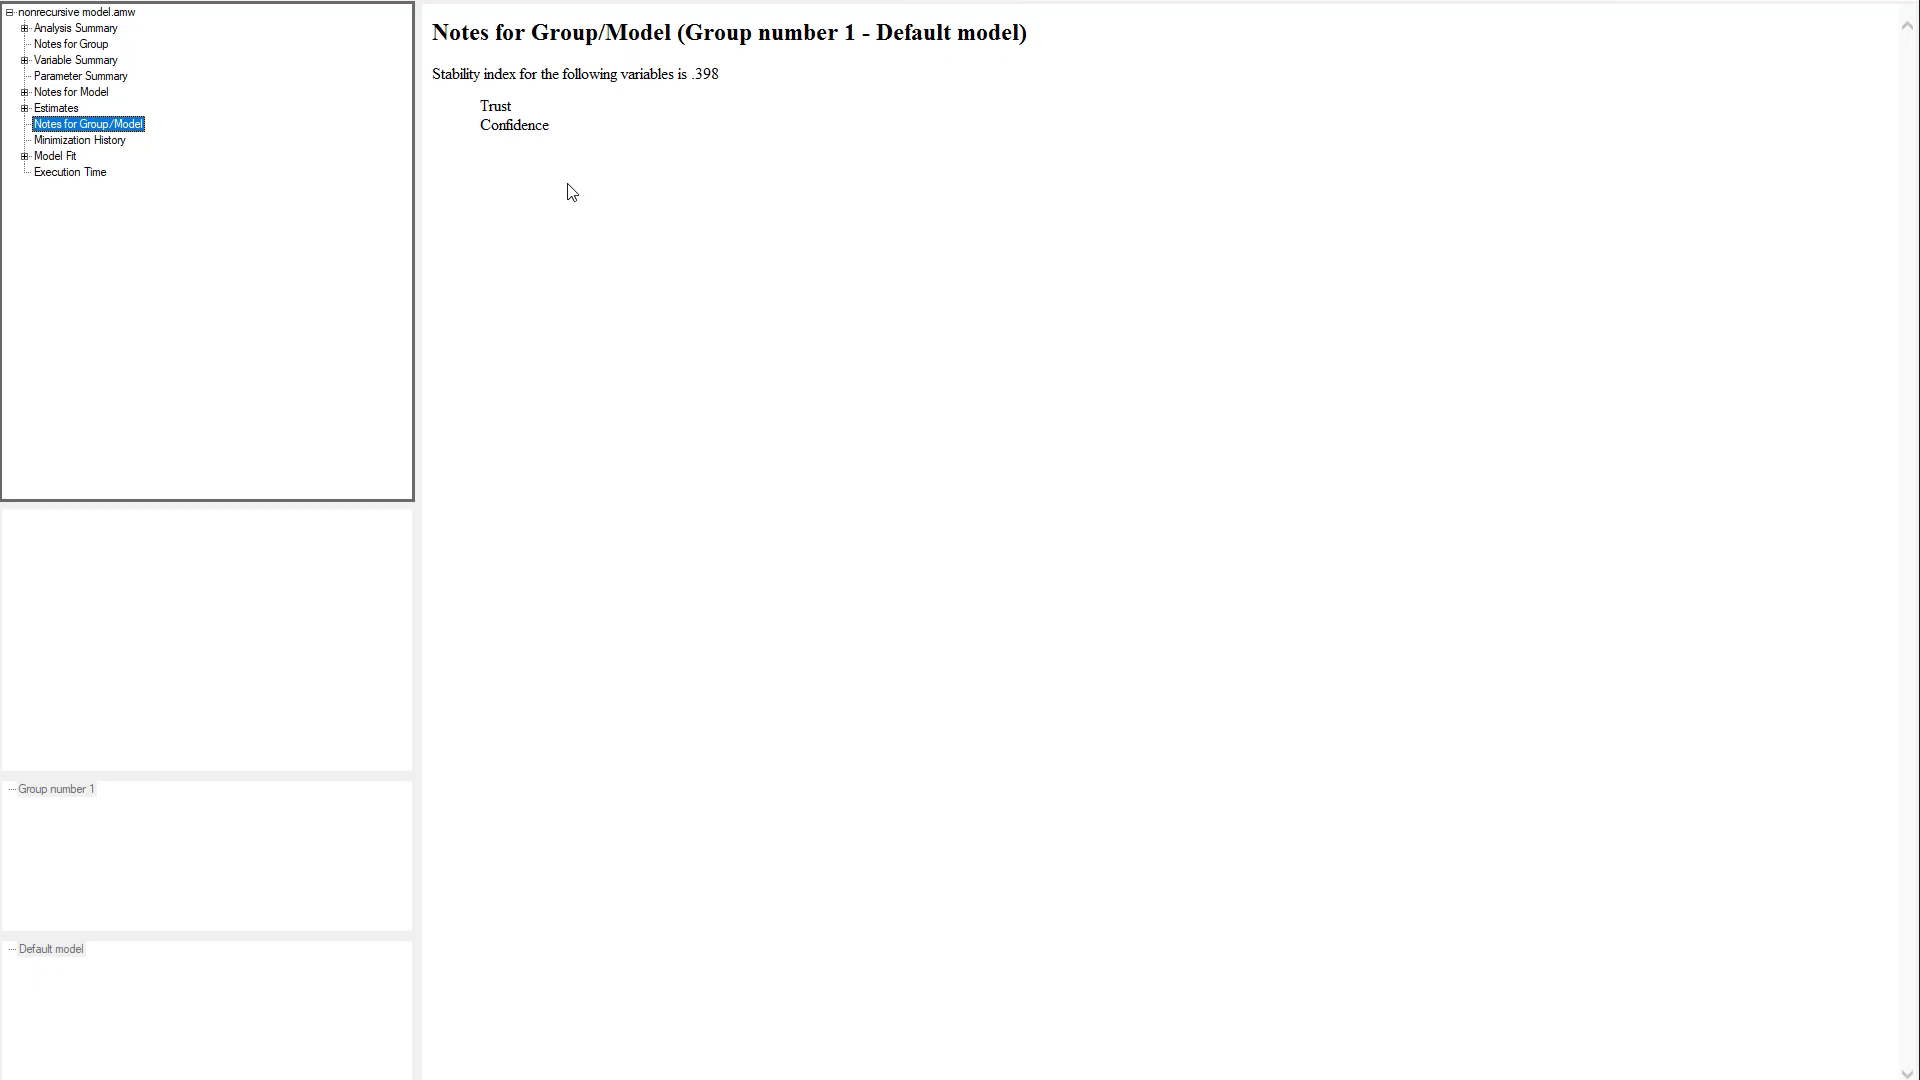 nonrecursive model.amw
Analysis Summary
Notes for Group
Variable Summary
Parameter Summary
Notes for Model
Estimates
Notes for Group/Model
Minimization History
Model Fit
Execution Time
Group number 1
Default model
Notes for Group/Model (Group number 1 - Default model)
Stability index for the following variables is .398
Trust
Confidence